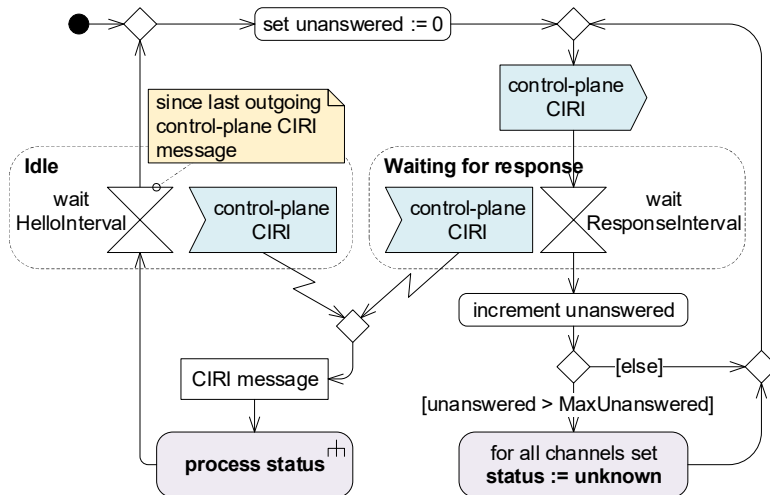 set unanswered := 0
since last outgoing
control-plane CIRI
message
control-plane
CIRI
Idle
wait
HelloInterval
control-plane
CIRI
Waiting for response
control-plane
CIRI
wait
ResponseInterval
increment unanswered
[else]
[unanswered > MaxUnanswered]
CIRI message
process status
for all channels set
status := unknown